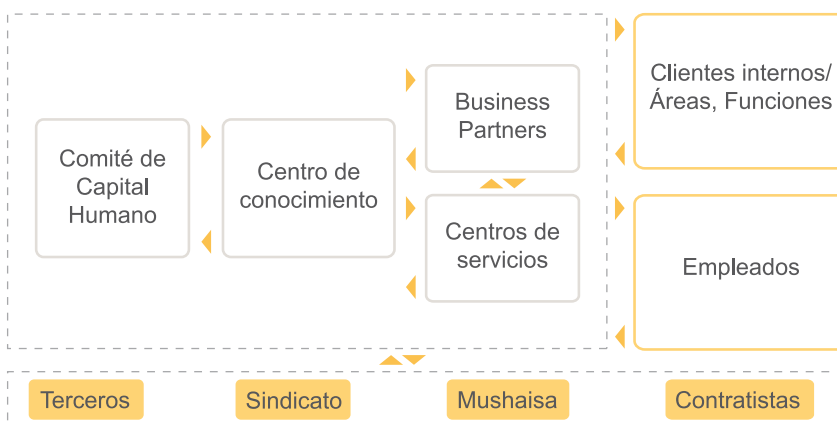 Comité de
Capital
Humano
Centro de
conocimiento
Business
Partners
Centros de
servicios
Clientes internos/
Áreas, Funciones
Empleados
Terceros
Sindicato
Mushaisa
Contratistas